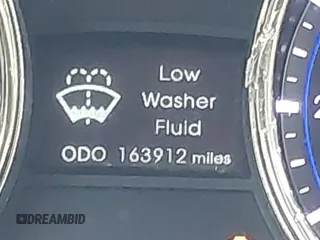 Low
Washer
Fluid
ODO 163912 miles
DREAMBID